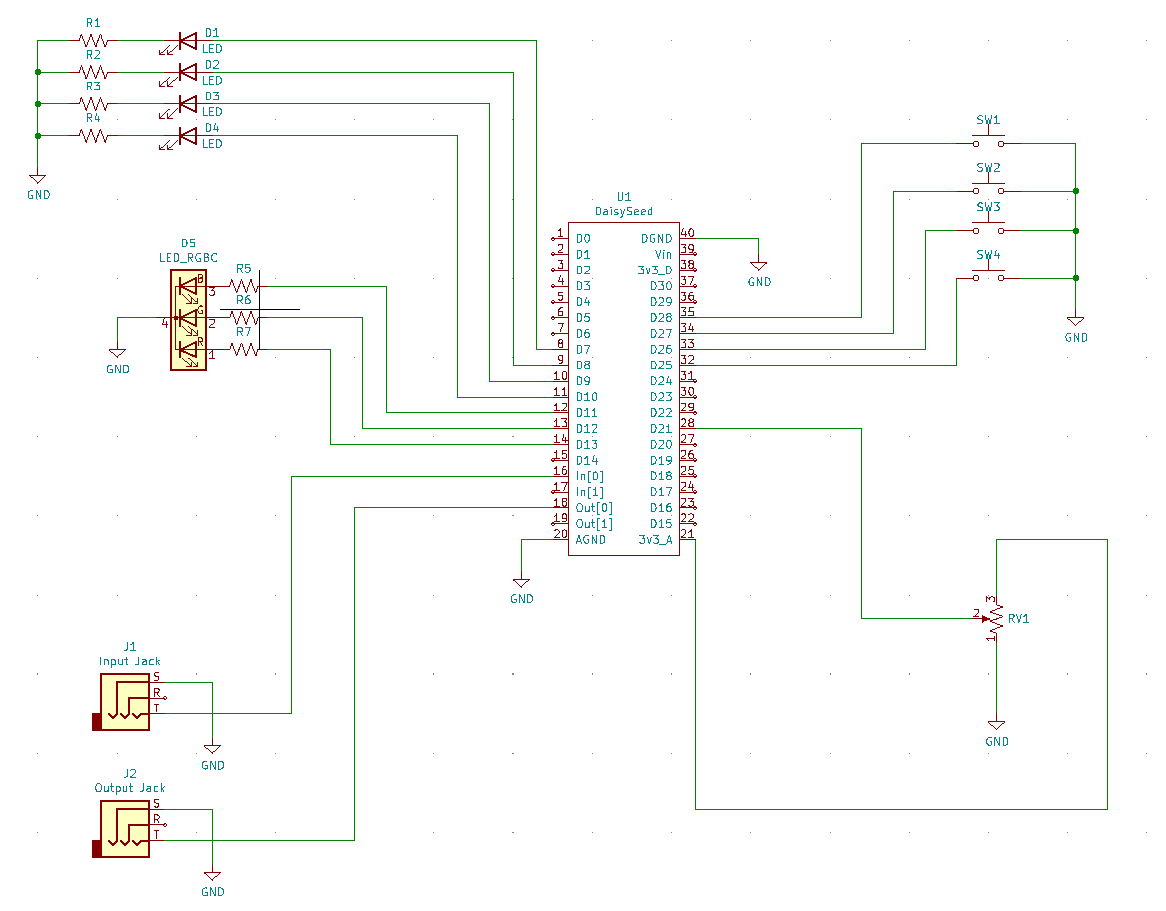 R1
D1
LED
R2
D2
LED
R3
D3
LED
R4
D4
LED
GND
SW1
SW2
SW3
SW4
GND
U1
DaisySeed
1 D0 DGND 40
2 D1 Vin 39
3 D2 3v3_D 38
4 D3 D30 37
5 D4 D29 36
6 D5 D28 35
7 D6 D27 34
8 D7 D26 33
9 D8 D25 32
10 D9 D24 31
11 D10 D23 30
12 D11 D22 29
13 D12 D21 28
14 D13 D20 27
15 D14 D19 26
16 In[0] D18 25
17 In[1] D17 24
18 Out[0] D16 23
19 Out[1] D15 22
20 AGND 3v3_A 21
GND
GND
D5
LED_RGBC
R5
B 3
R6
4 G 2
R7
R 1
GND
3
2 RV1
1
GND
J1
Input Jack
S
R
T
GND
J2
Output Jack
S
R
T
GND